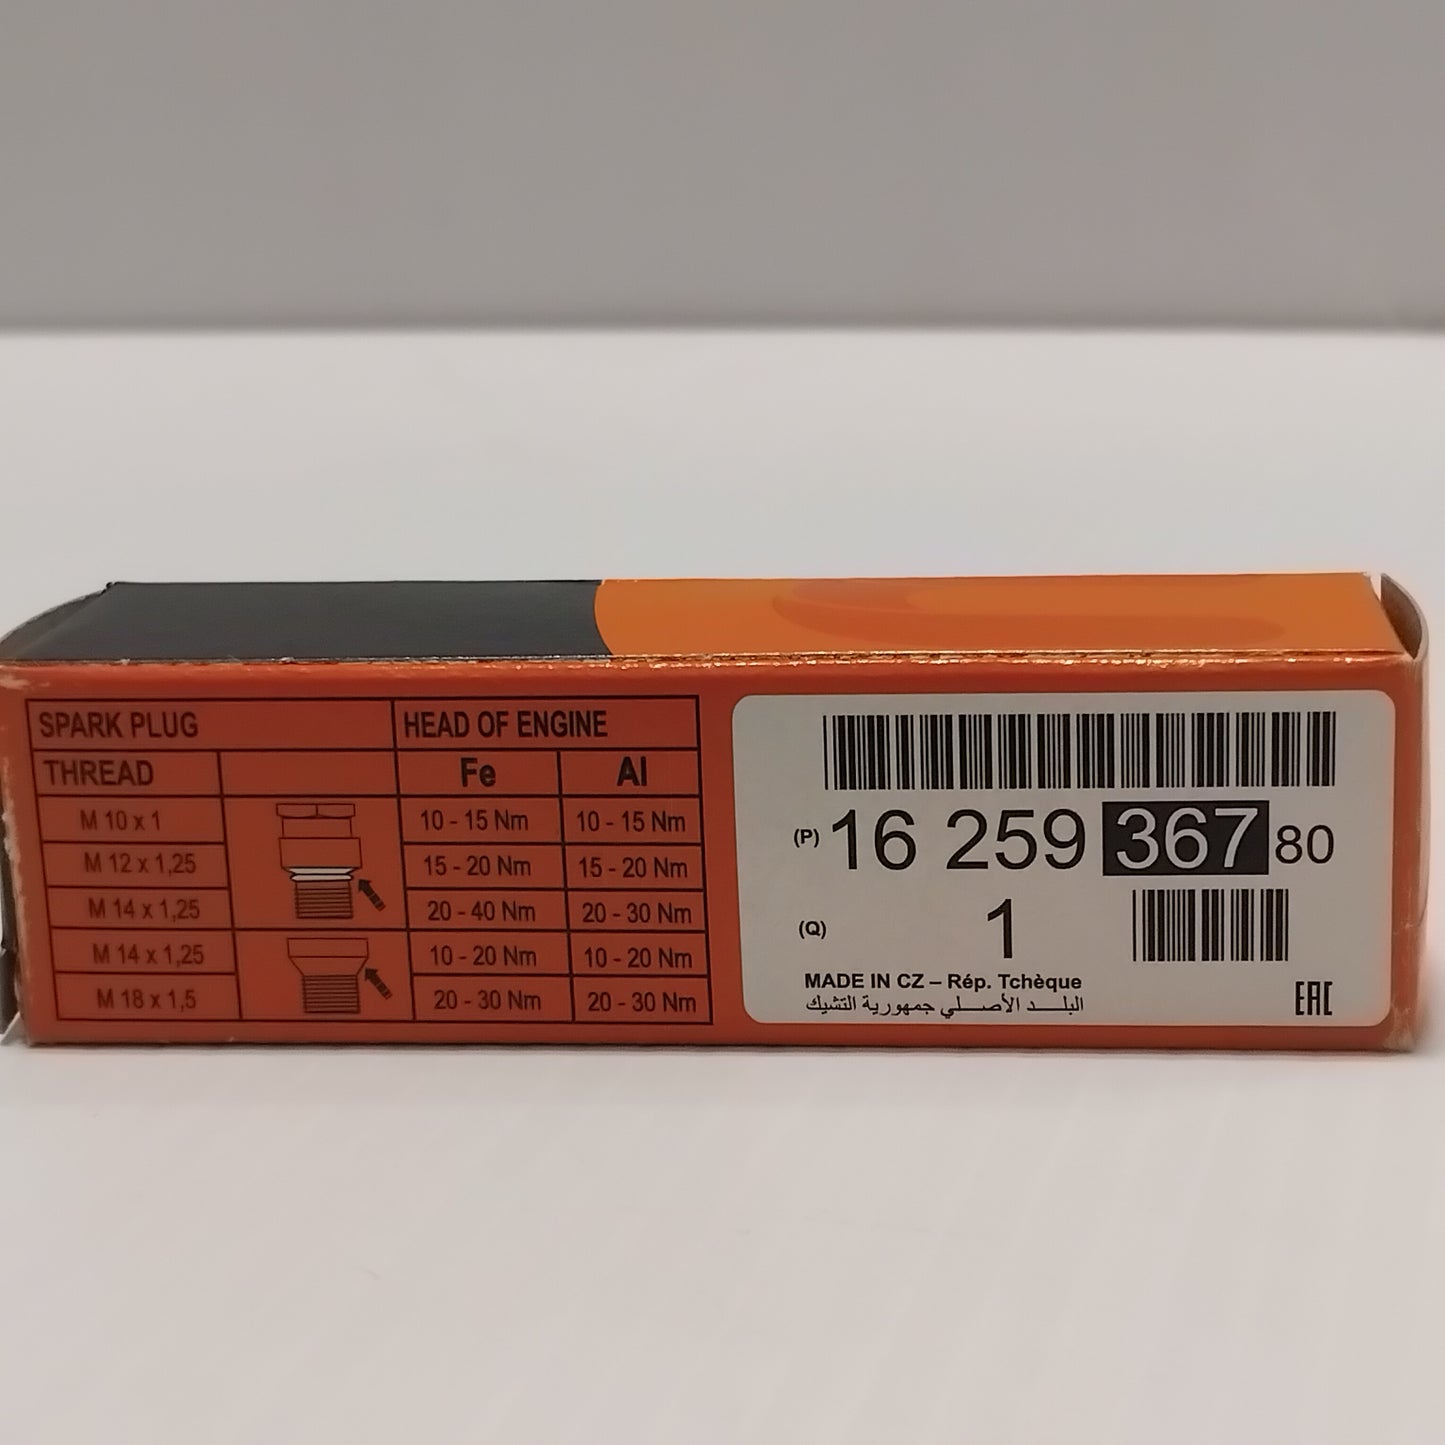 SPARK PLUG HEAD OF ENGINE
THREAD Fe Al
M 10 x 1 10 - 15 Nm 10 - 15 Nm
M 12 x 1,25 15 - 20 Nm 15 - 20 Nm
M 14 x 1,25 20 - 40 Nm 20 - 30 Nm
M 14 x 1,25 10 - 20 Nm 10 - 20 Nm
M 18 x 1,5 20 - 30 Nm 20 - 30 Nm
(P) 16 259 367 80
(Q) 1
MADE IN CZ – Rép. Tchèque
البلــد الأصــلي جمهورية التشيك
EAC